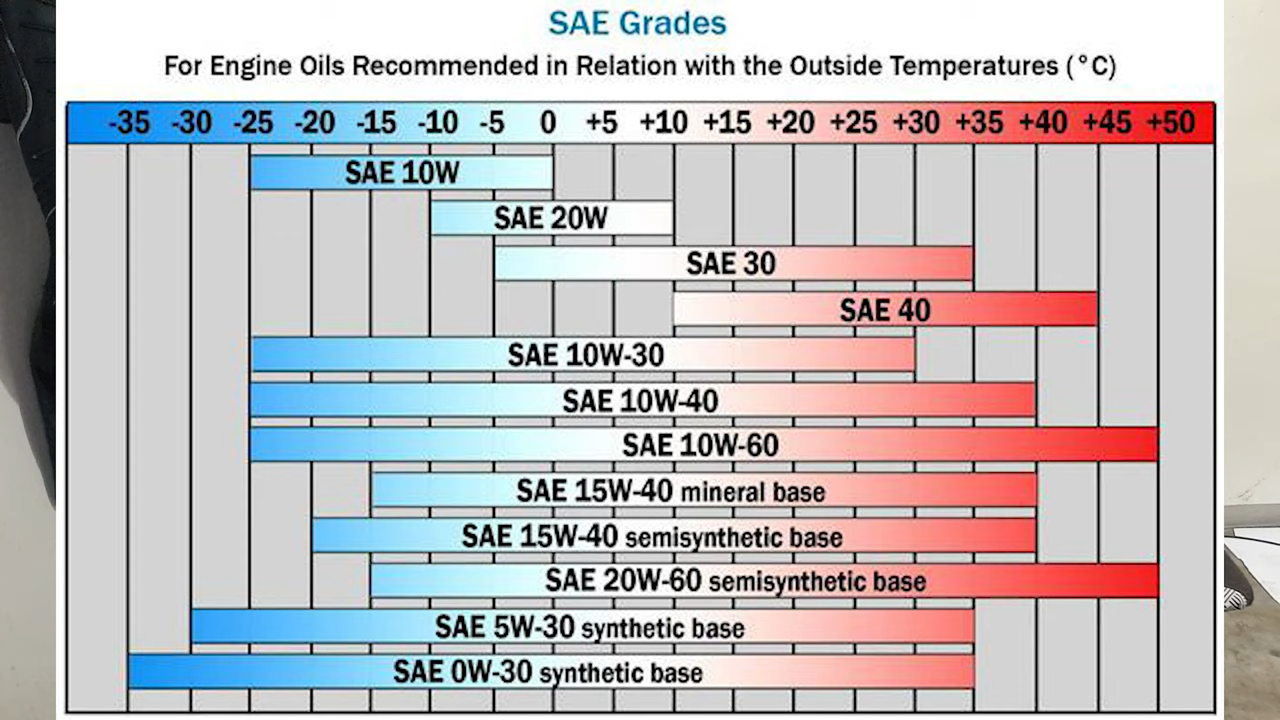 SAE Grades
For Engine Oils Recommended in Relation with the Outside Temperatures (°C)
-35 -30 -25 -20 -15 -10 -5 0 +5 +10 +15 +20 +25 +30 +35 +40 +45 +50
SAE 10W
SAE 20W
SAE 30
SAE 40
SAE 10W-30
SAE 10W-40
SAE 10W-60
SAE 15W-40 mineral base
SAE 15W-40 semisynthetic base
SAE 20W-60 semisynthetic base
SAE 5W-30 synthetic base
SAE 0W-30 synthetic base